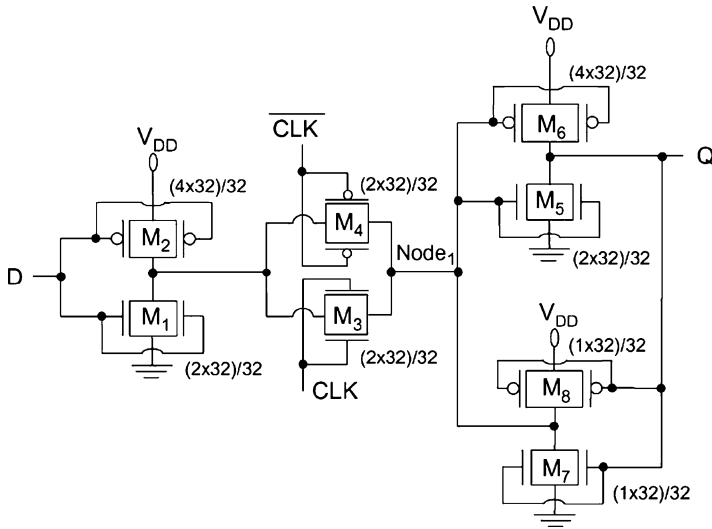 V_DD
(4x32)/32
M_6
Q
M_5
(2x32)/32
CLK
V_DD
(4x32)/32
M_2
(2x32)/32
M_4
Node_1
D
M_1
(2x32)/32
M_3
(2x32)/32
CLK
V_DD
(1x32)/32
M_8
M_7
(1x32)/32